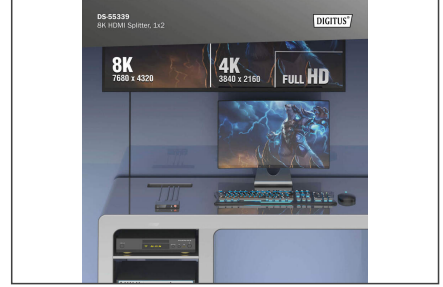 DS-55339
8K HDMI Splitter, 1x2
DIGITUS®
8K
7680 x 4320
4K
3840 x 2160
FULL HD